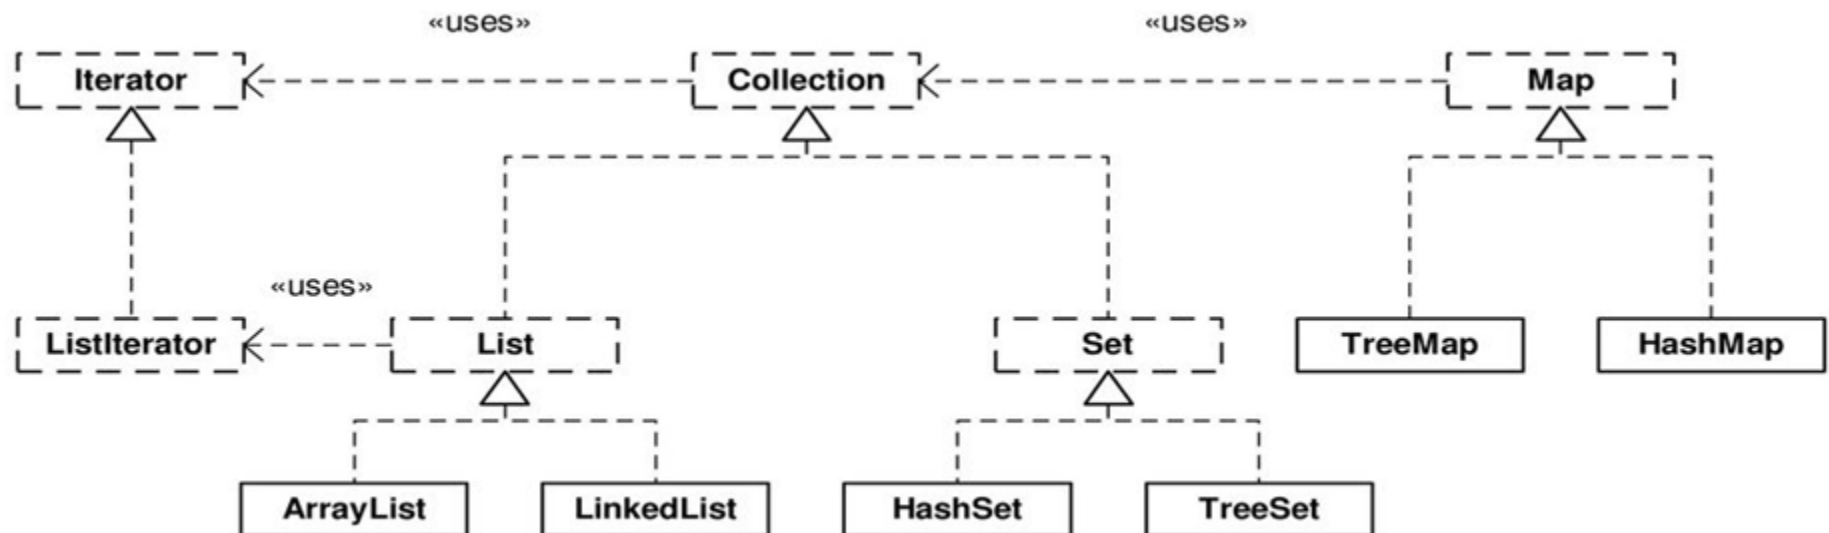 «uses» «uses»
Iterator Collection Map
«uses»
ListIterator List Set TreeMap HashMap
ArrayList LinkedList HashSet TreeSet